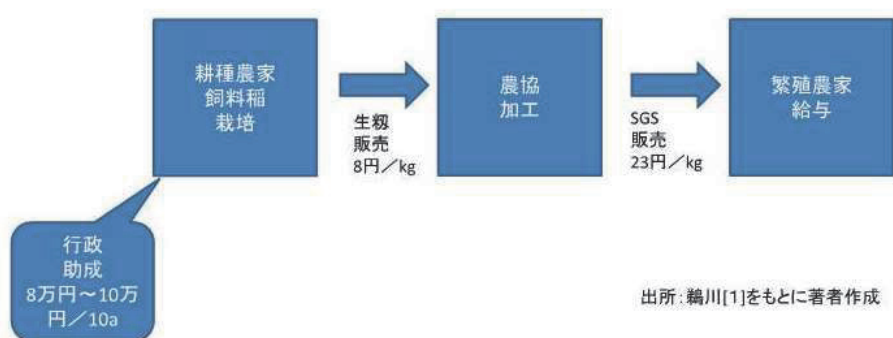 耕種農家
飼料稲
栽培
生籾
販売
8円／kg
農協
加工
SGS
販売
23円／kg
繁殖農家
給与
行政
助成
8万円～10万
円／10a
出所：鵜川[1]をもとに著者作成